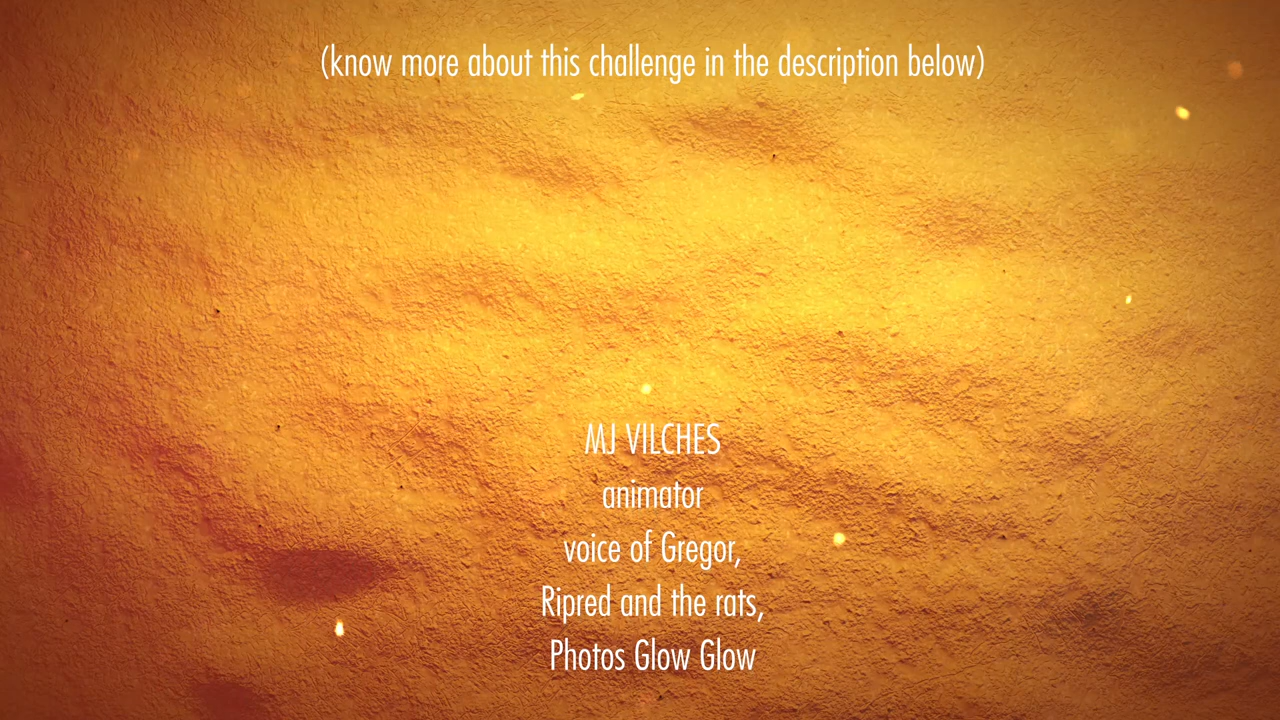 (know more about this challenge in the description below)
MJ VILCHES
animator
voice of Gregor,
Ripred and the rats,
Photos Glow Glow